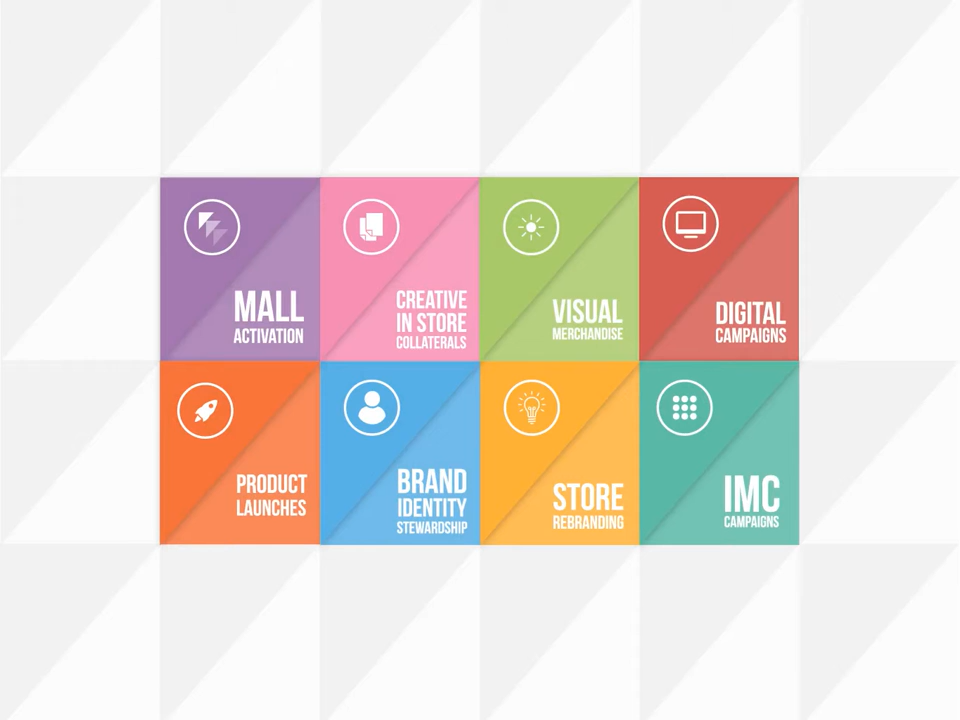 MALL
ACTIVATION
CREATIVE
IN STORE
COLLATERALS
VISUAL
MERCHANDISE
DIGITAL
CAMPAIGNS
PRODUCT
LAUNCHES
BRAND
IDENTITY
STEWARDSHIP
STORE
REBRANDING
IMC
CAMPAIGNS